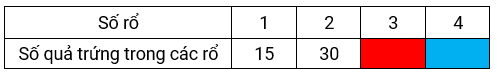 Số rổ 1 2 3 4
Số quả trứng trong các rổ 15 30